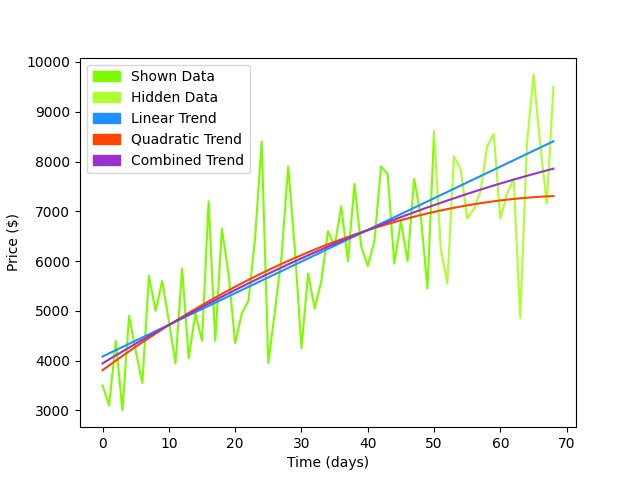 10000
9000
8000
7000
6000
5000
4000
3000
Price ($)
Shown Data
Hidden Data
Linear Trend
Quadratic Trend
Combined Trend
0 10 20 30 40 50 60 70
Time (days)